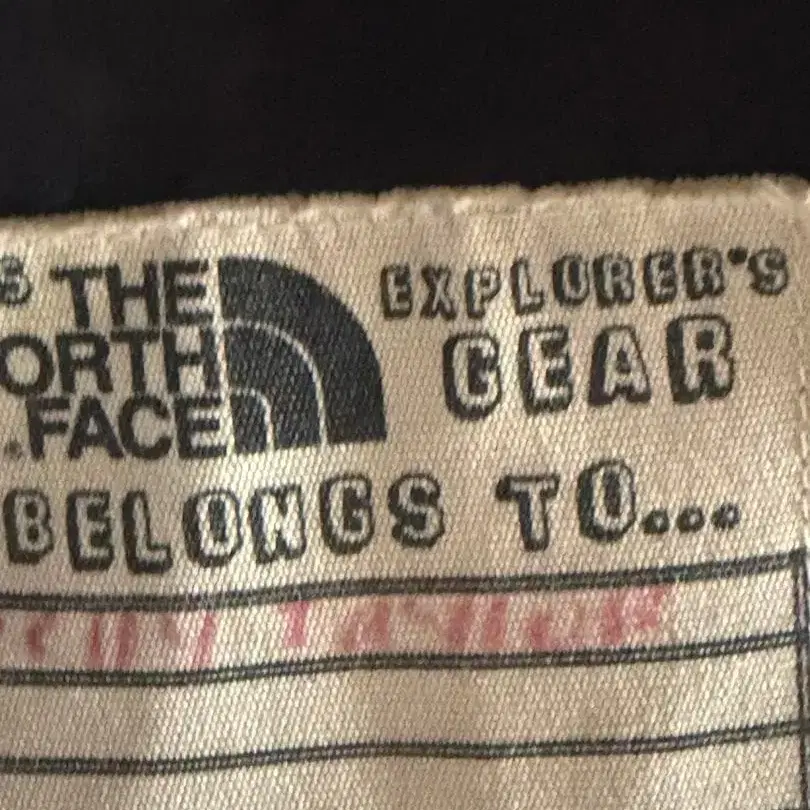 S THE EXPLORER'S
ORTH GEAR
.FACE
BELONGS TO...